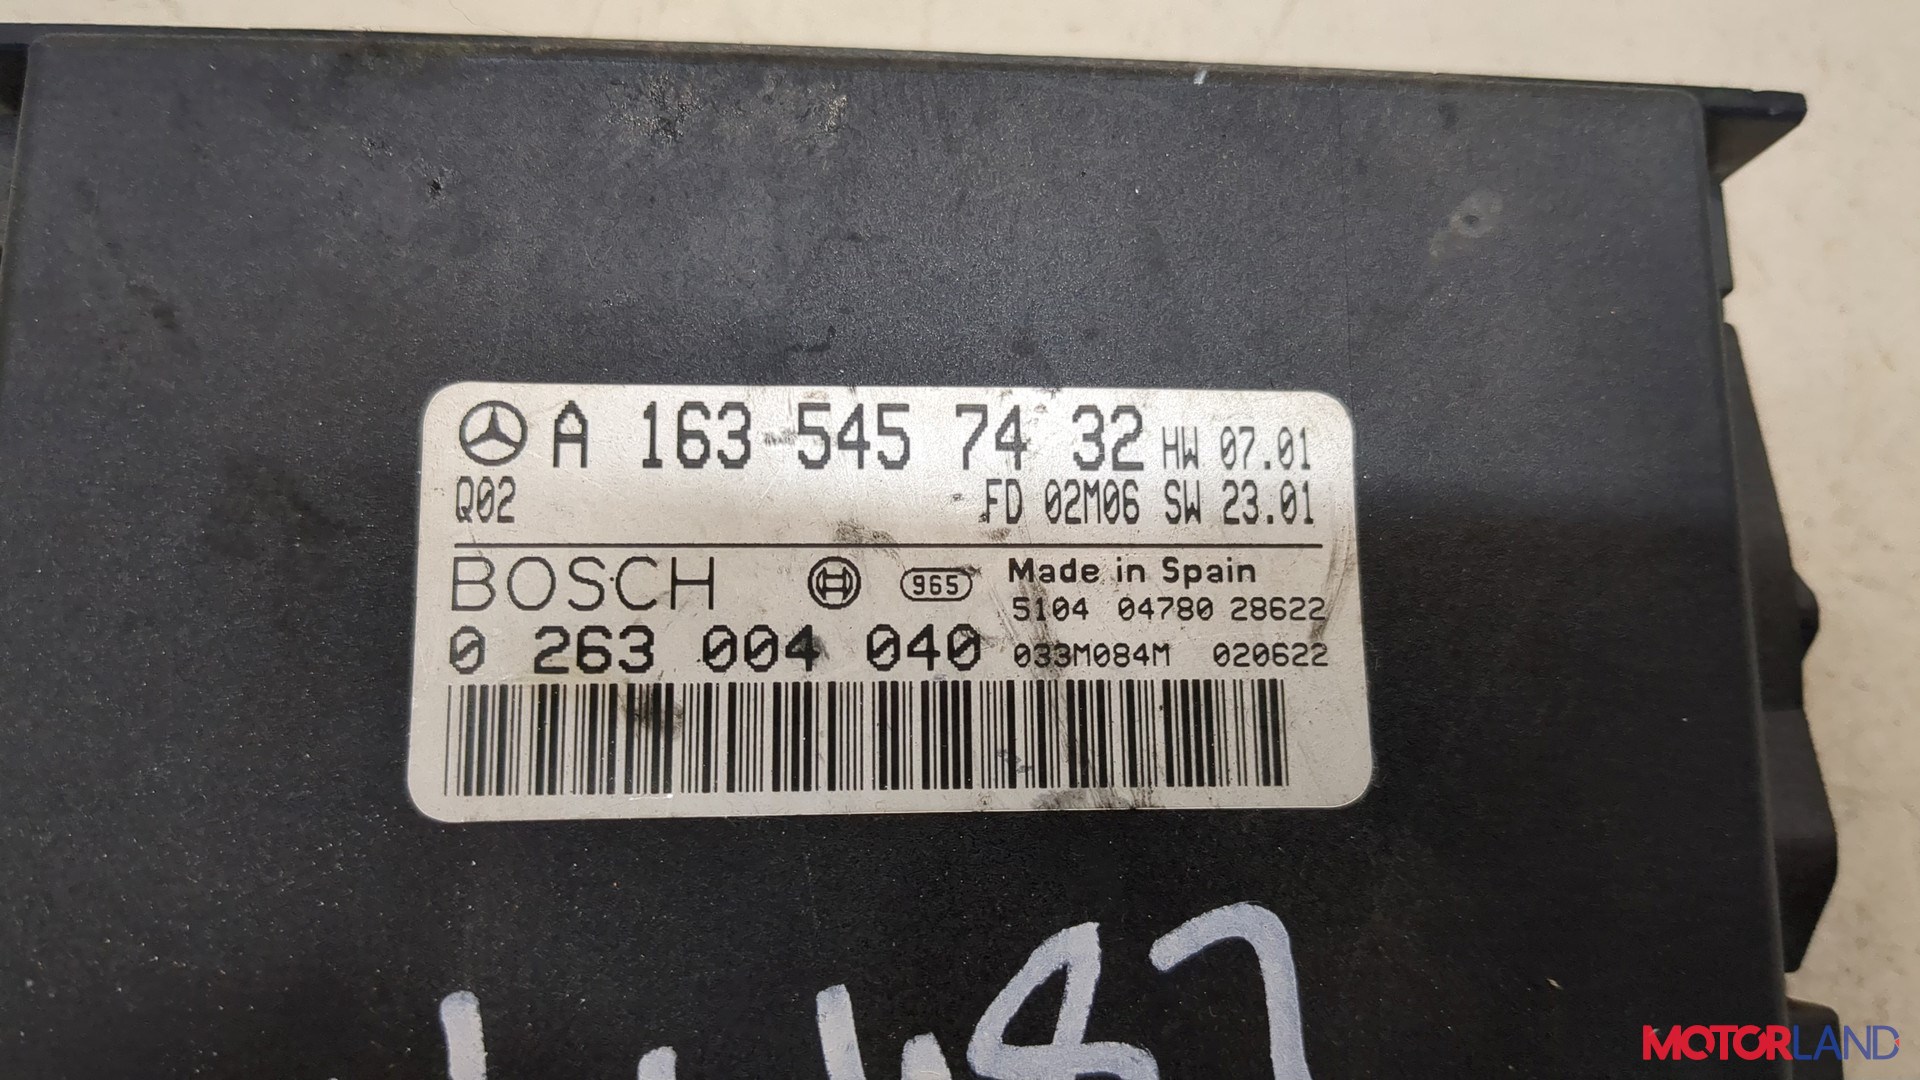 A 163 545 74 32 HW 07.01
Q02 FD 02M06 SW 23.01
BOSCH 965 Made in Spain
5104 04780 28622
0 263 004 040 033M084M 020622
MOTORLAND